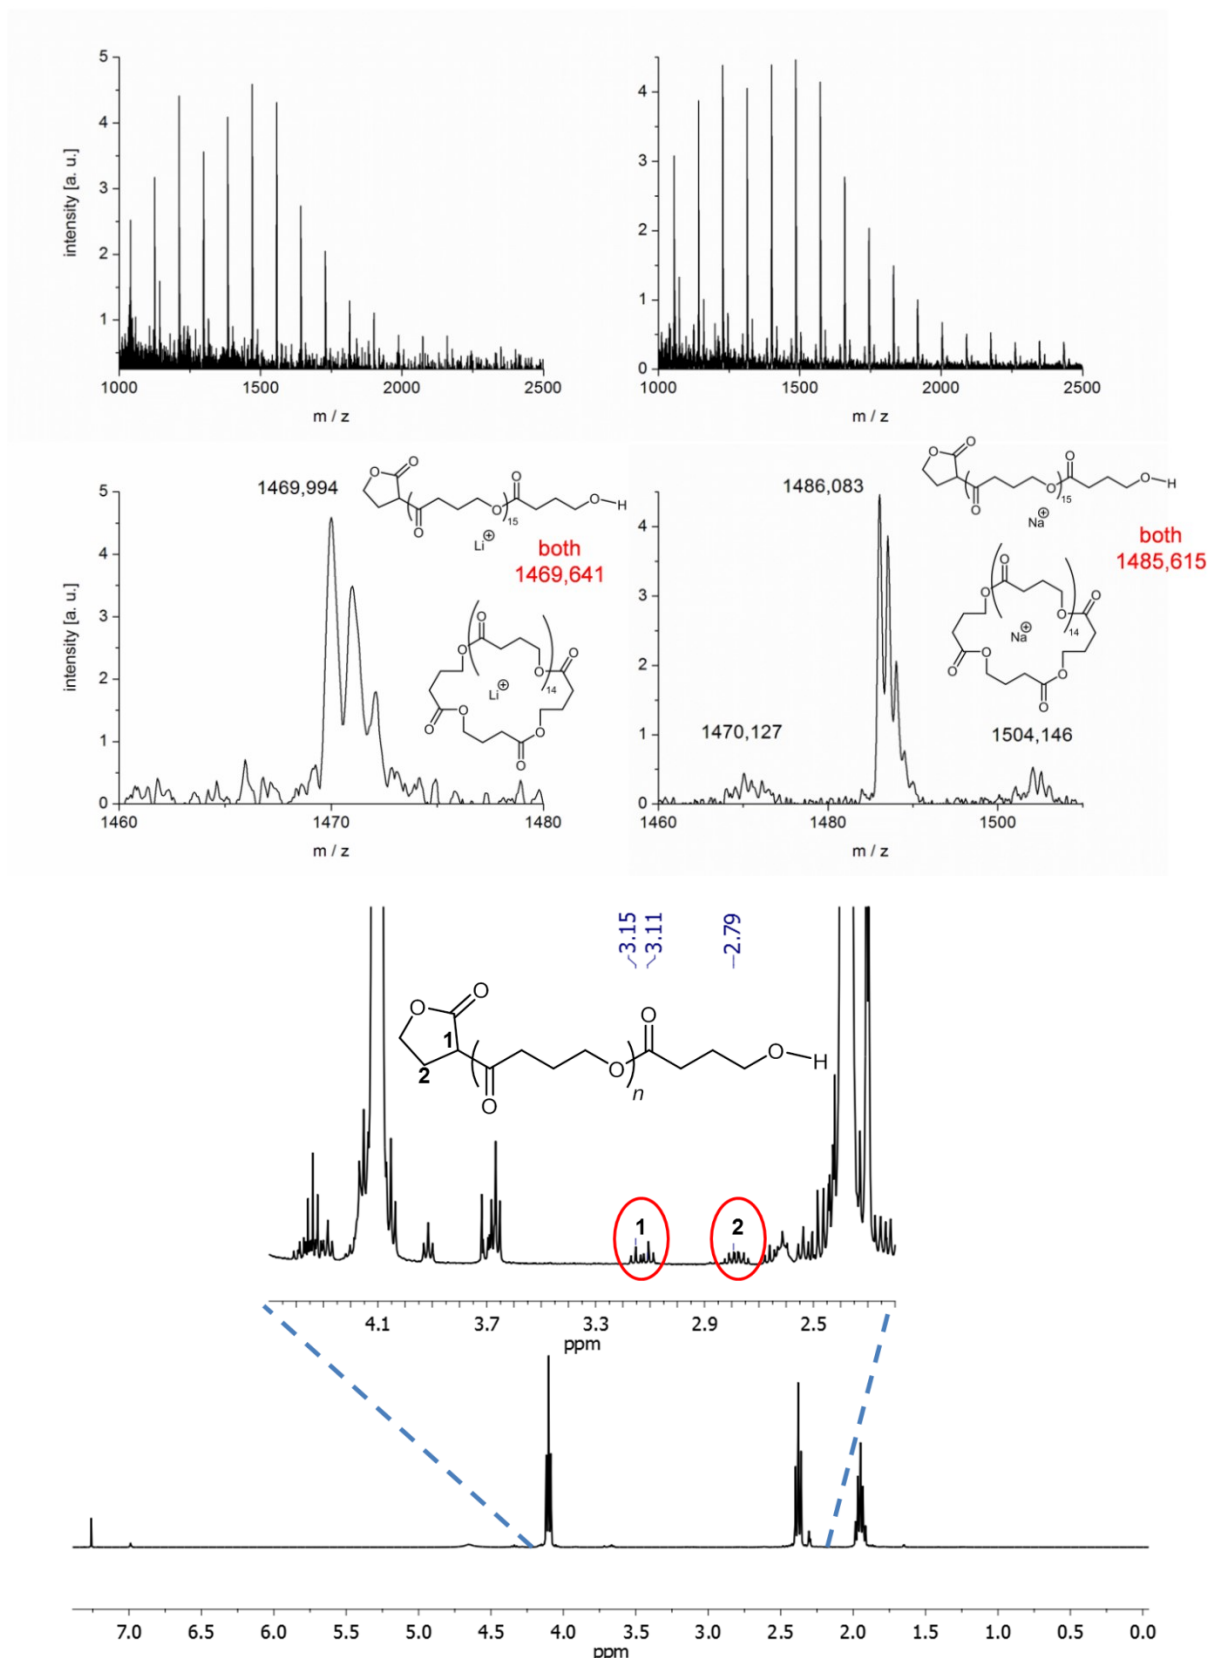 5
4
3
2
1
intensity [a. u.]
1000
1500
2000
2500
m / z
4
3
2
1
0
1000
1500
2000
2500
m / z
5
4
3
2
1
0
intensity [a. u.]
1469,994
O
O
O
O
15
O
O
H
Li⊕
both
1469,641
O
O
O
14
O
Li⊕
O
O
O
O
1460
1470
1480
m / z
4
3
2
1
0
1486,083
O
O
O
O
15
O
O
H
Na⊕
both
1485,615
O
O
O
14
O
Na⊕
O
O
O
O
1470,127
1504,146
1460
1480
1500
m / z
3.15
3.11
2.79
O
O
1
2
O
O
n
O
O
H
1
2
4.1
3.7
3.3
2.9
2.5
ppm
7.0
6.5
6.0
5.5
5.0
4.5
4.0
3.5
3.0
2.5
2.0
1.5
1.0
0.5
0.0
ppm